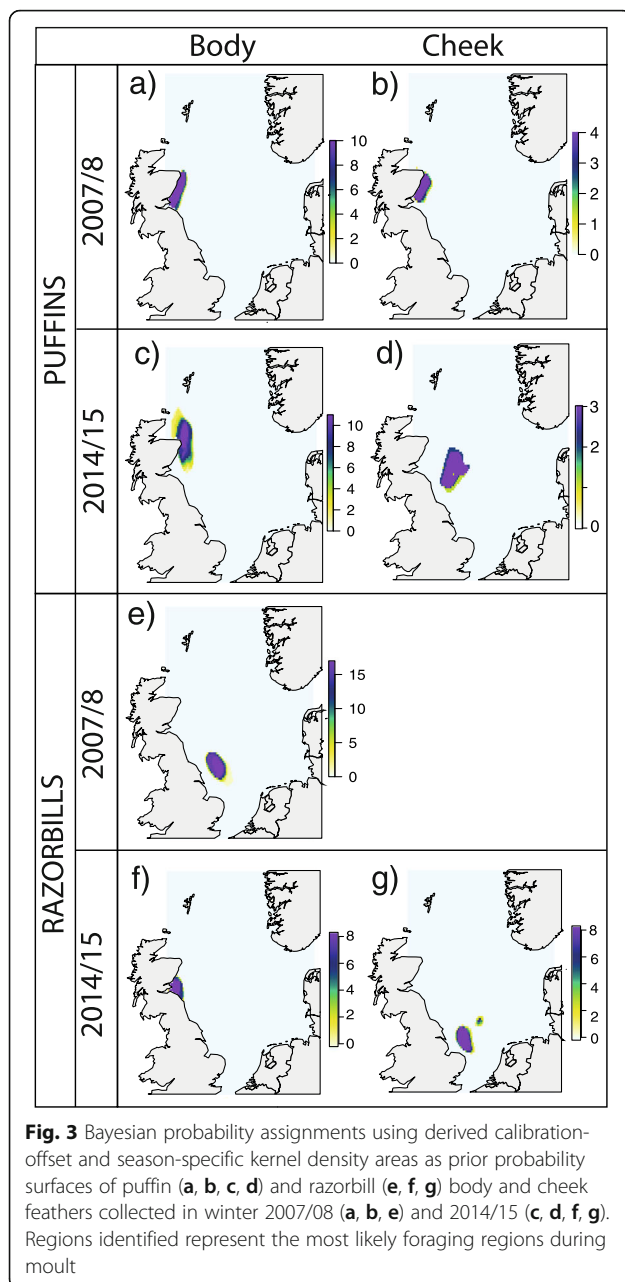 Body
Cheek
PUFFINS
2007/8
a)
10
8
6
4
2
0
b)
4
3
2
1
0
2014/15
c)
10
8
6
4
2
0
d)
3
2
1
0
RAZORBILLS
2007/8
e)
15
10
5
0
2014/15
f)
8
6
4
2
0
g)
8
6
4
2
0
Fig. 3 Bayesian probability assignments using derived calibration-
offset and season-specific kernel density areas as prior probability
surfaces of puffin (a, b, c, d) and razorbill (e, f, g) body and cheek
feathers collected in winter 2007/08 (a, b, e) and 2014/15 (c, d, f, g).
Regions identified represent the most likely foraging regions during
moult